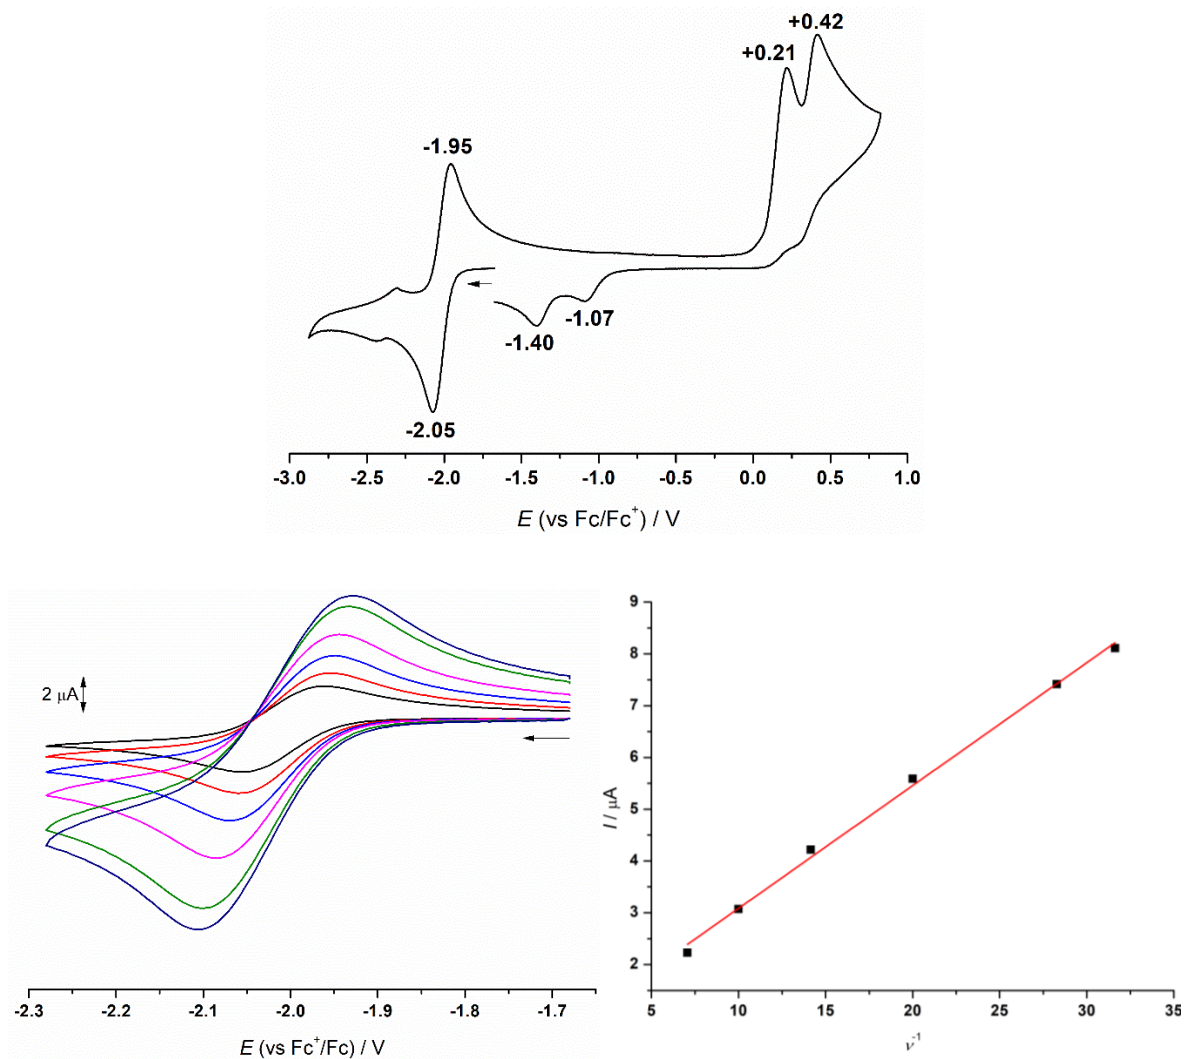 +0.42
+0.21
-1.95
-1.07
-1.40
-2.05
-3.0 -2.5 -2.0 -1.5 -1.0 -0.5 0.0 0.5 1.0
E (vs Fc/Fc⁺) / V
2 µA
-2.3 -2.2 -2.1 -2.0 -1.9 -1.8 -1.7
E (vs Fc⁺/Fc) / V
9
8
7
6
5
4
3
2
I / µA
5 10 15 20 25 30 35
ν⁻¹